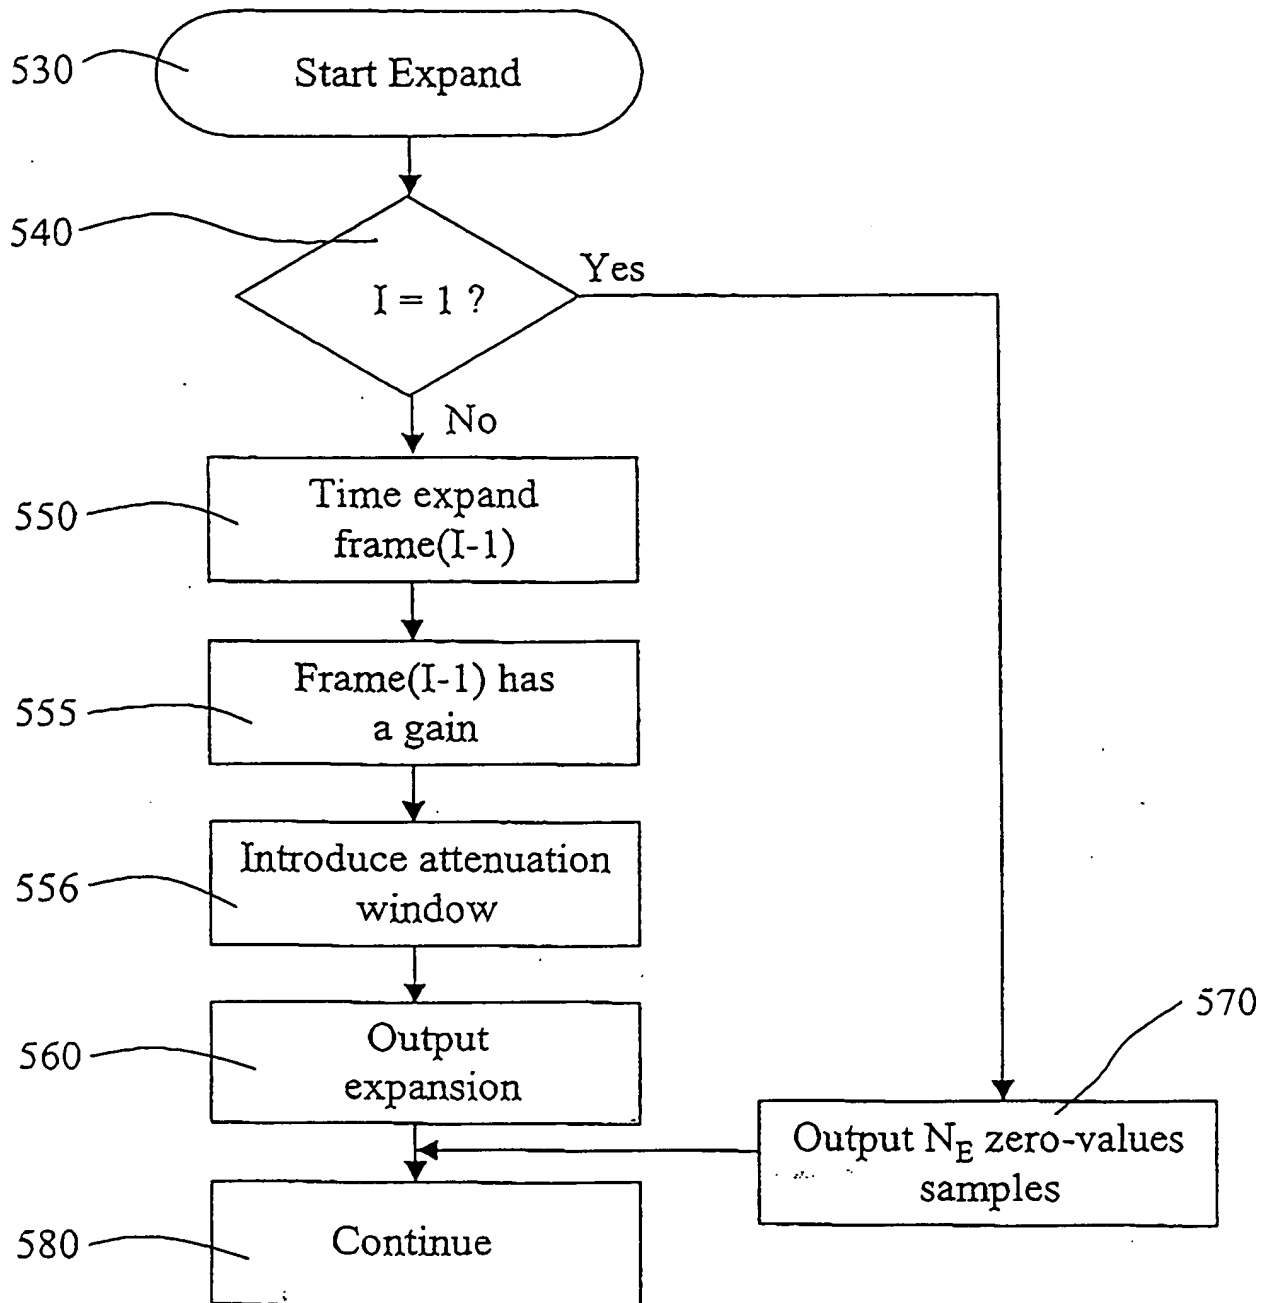 530
Start Expand
540
I = 1 ?
Yes
No
550
Time expand
frame(I-1)
555
Frame(I-1) has
a gain
556
Introduce attenuation
window
560
Output
expansion
570
Output N_E zero-values
samples
580
Continue